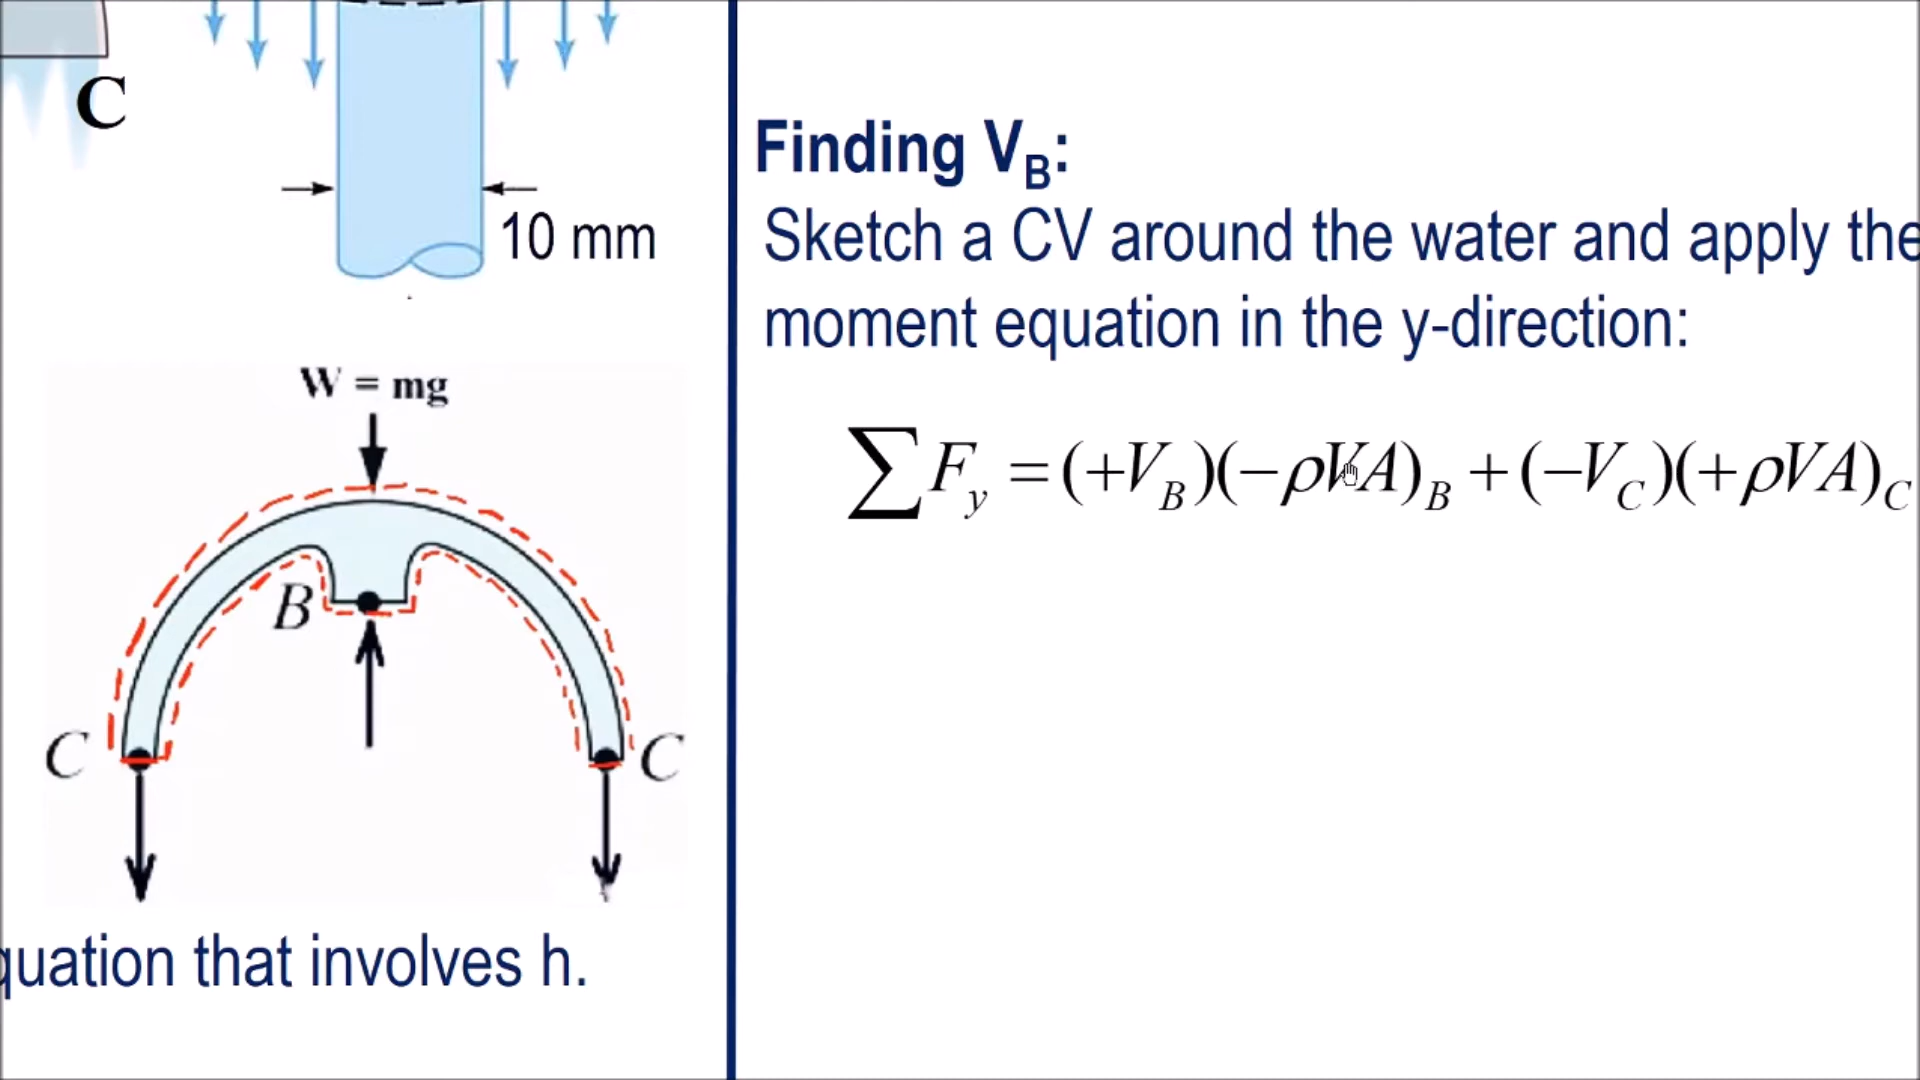 C
10 mm
W = mg
B
C
C
quation that involves h.
Finding V_B:
Sketch a CV around the water and apply the
moment equation in the y-direction:
∑ F_y = (+V_B)(−ρVA)_B + (−V_C)(+ρVA)_C